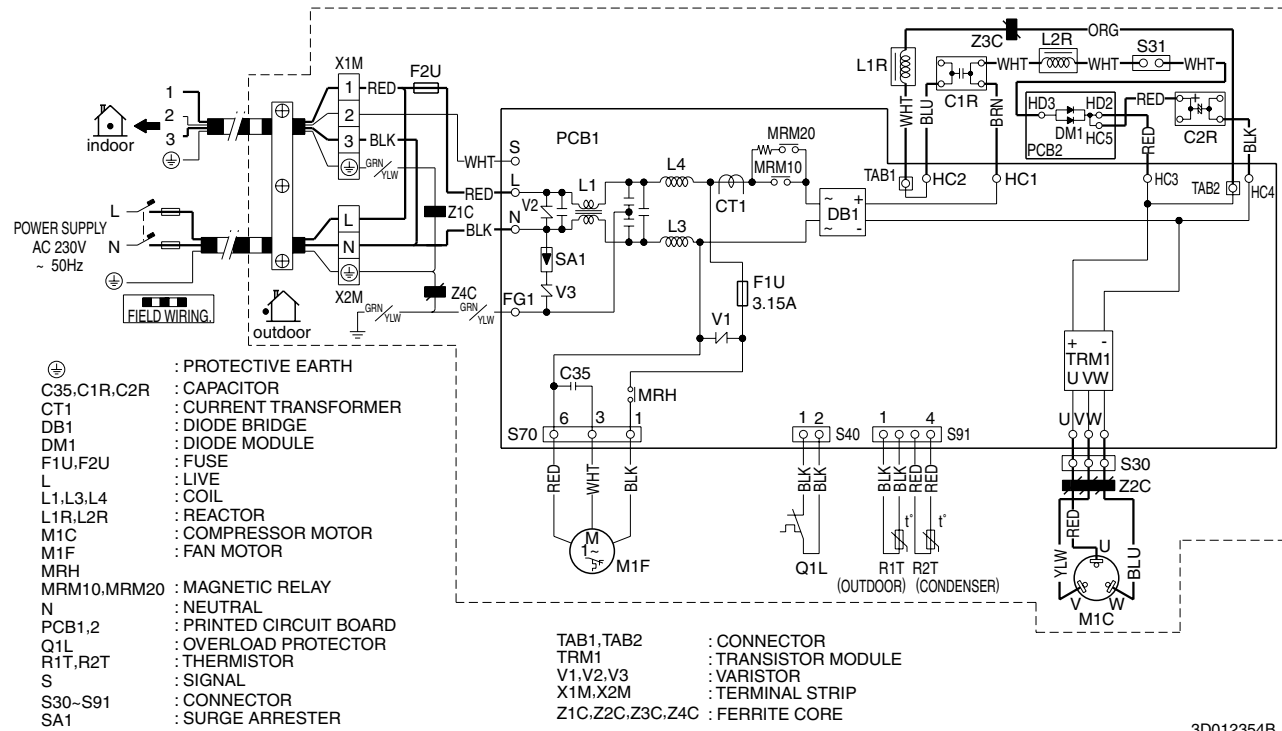 X1M
F2U
1
2
3
RED
BLK
GRN
YLW
1
2
3
indoor
L
N
POWER SUPPLY
AC 230V
~ 50Hz
FIELD WIRING.
outdoor
L
N
X2M
Z1C
Z4C
GRN
YLW
GRN
YLW
WHT
RED
BLK
S
L
N
FG1
PCB1
V2
L1
SA1
V3
L4
L3
CT1
MRM20
MRM10
DB1
~ +
~ -
F1U
3.15A
V1
C35
MRH
S70
6 3 1
RED
WHT
BLK
M
1~
M1F
1 2
S40
BLK
BLK
Q1L
1 4
S91
BLK
BLK
RED
RED
t°
t°
R1T R2T
(OUTDOOR) (CONDENSER)
Z3C
ORG
L1R
L2R
S31
WHT
WHT
WHT
C1R
WHT
BLU
BRN
HD3
HD2
DM1
HC5
PCB2
RED
+
C2R
RED
BLK
TAB1
HC2
HC1
HC3
TAB2
HC4
+ -
TRM1
U VW
U V W
S30
Z2C
RED
YLW
BLU
U
V
W
M1C
: PROTECTIVE EARTH
C35,C1R,C2R : CAPACITOR
CT1 : CURRENT TRANSFORMER
DB1 : DIODE BRIDGE
DM1 : DIODE MODULE
F1U,F2U : FUSE
L : LIVE
L1,L3,L4 : COIL
L1R,L2R : REACTOR
M1C : COMPRESSOR MOTOR
M1F : FAN MOTOR
MRH
MRM10,MRM20 : MAGNETIC RELAY
N : NEUTRAL
PCB1,2 : PRINTED CIRCUIT BOARD
Q1L : OVERLOAD PROTECTOR
R1T,R2T : THERMISTOR
S : SIGNAL
S30~S91 : CONNECTOR
SA1 : SURGE ARRESTER
TAB1,TAB2 : CONNECTOR
TRM1 : TRANSISTOR MODULE
V1,V2,V3 : VARISTOR
X1M,X2M : TERMINAL STRIP
Z1C,Z2C,Z3C,Z4C : FERRITE CORE
3D012354B